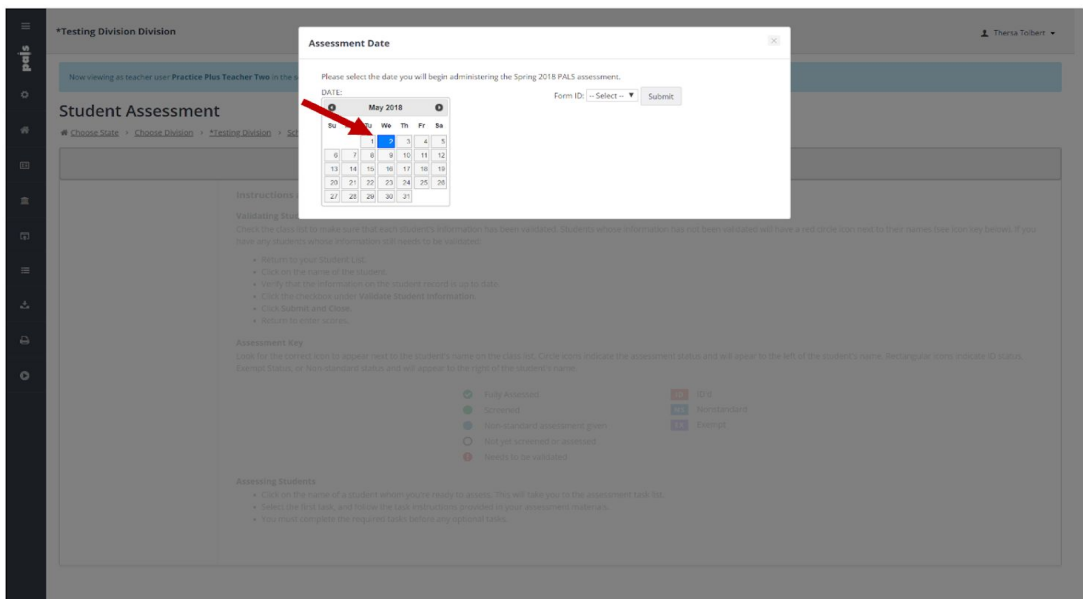 *Testing Division Division
Thersa Tolbert
pals
Assessment Date
Please select the date you will begin administering the Spring 2018 PALS assessment.
DATE:
Form ID: -- Select -- Submit
May 2018
Su Tu We Th Fr Sa
1 2 3 4 5
6 7 8 9 10 11 12
13 14 15 16 17 18 19
20 21 22 23 24 25 26
27 28 29 30 31
Now viewing as teacher user Practice Plus Teacher Two in the
Student Assessment
Choose State › Choose Division › *Testing Division ›
Instructions
Validating
Check the class list to make sure that each student's information has been validated. Students whose information has not been validated will have a red circle icon next to their names (see icon key below). If you
have any students whose information still needs to be validated:
• Return to your Student List.
• Click on the name of the student.
• Verify that the information on the student record is up to date.
• Click the checkbox under Validate Student Information.
• Click Submit and Close.
• Return to enter scores.
Assessment Key
Look for the correct icon to appear next to the student's name on the class list. Circle icons indicate the assessment status and will appear to the left of the student's name. Rectangular icons indicate ID status,
Exempt Status, or Non-standard status and will appear to the right of the student's name.
Fully Assessed
Screened
Non-standard assessment given
Not yet screened or assessed
Needs to be validated
Nonstandard
Exempt
Assessing Students
• Click on the name of a student whom you're ready to assess. This will take you to the assessment task list.
• Select the first task, and follow the task instructions provided in your assessment materials.
• You must complete the required tasks before any optional tasks.